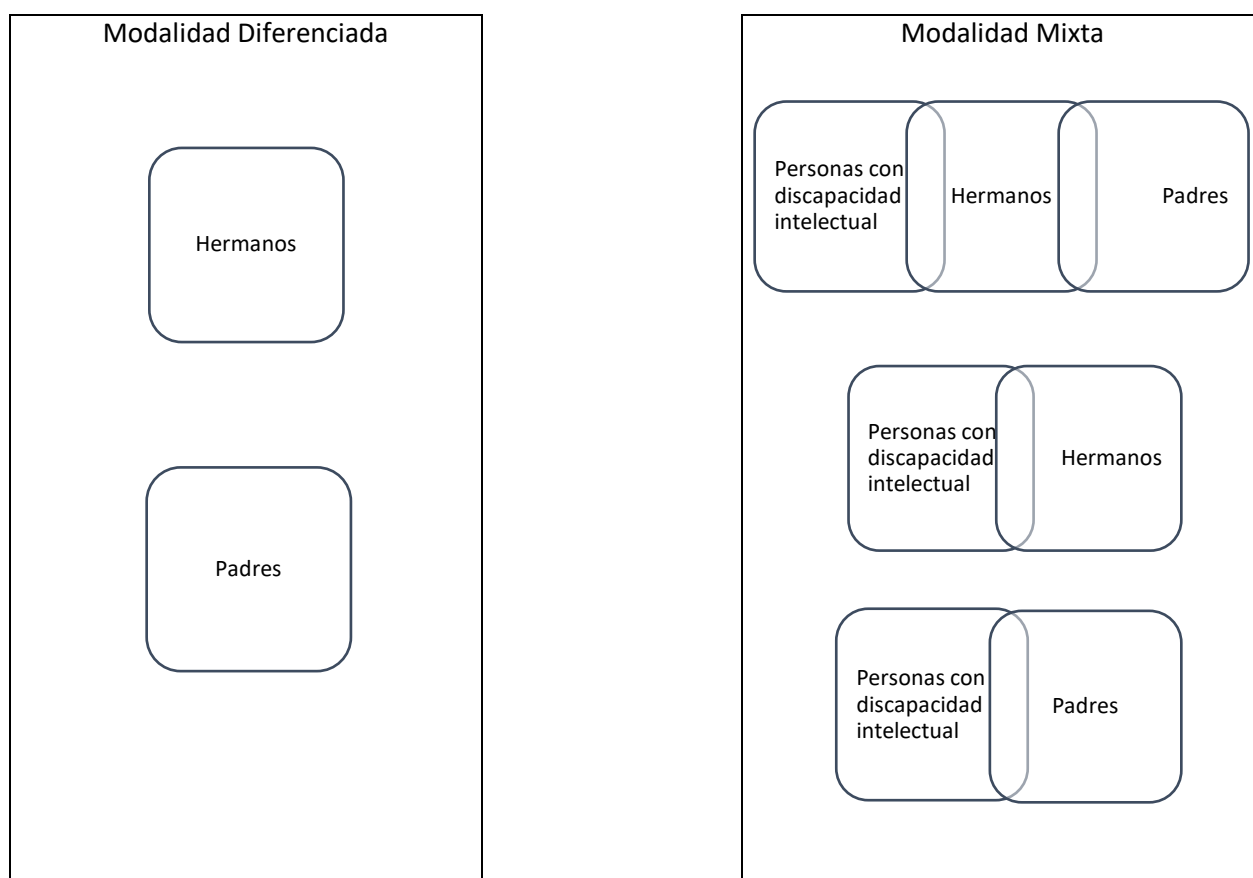 Modalidad Diferenciada
Hermanos
Padres
Modalidad Mixta
Personas con
discapacidad
intelectual
Hermanos
Padres
Personas con
discapacidad
intelectual
Hermanos
Personas con
discapacidad
intelectual
Padres